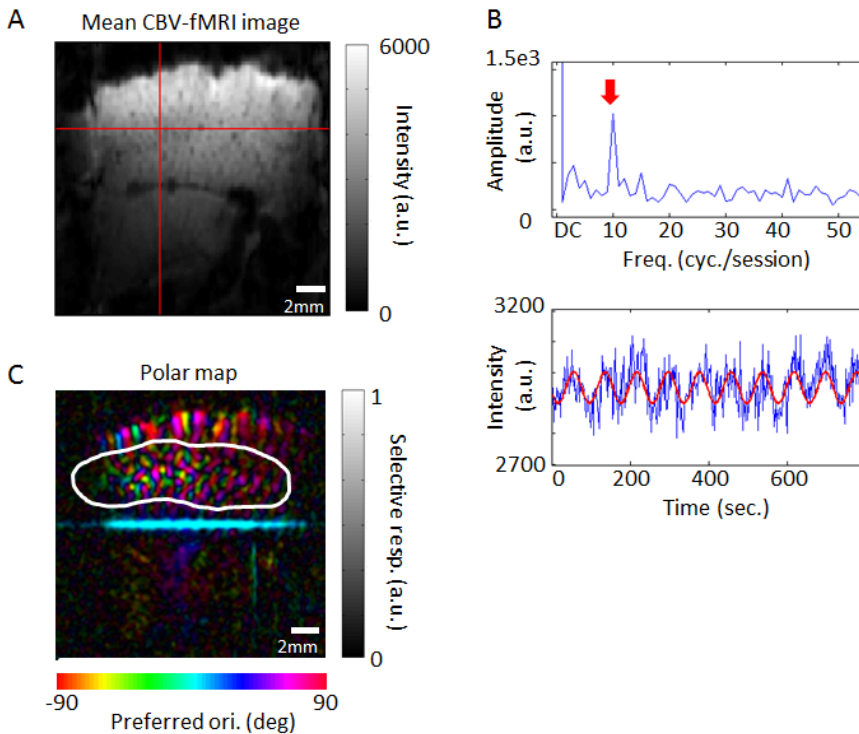 A
Mean CBV-fMRI image
6000
Intensity (a.u.)
0
2mm
B
1.5e3
Amplitude
(a.u.)
0
DC 10 20 30 40 50
Freq. (cyc./session)
3200
Intensity
(a.u.)
2700
0 200 400 600
Time (sec.)
C
Polar map
1
Selective resp. (a.u.)
0
2mm
-90 90
Preferred ori. (deg)